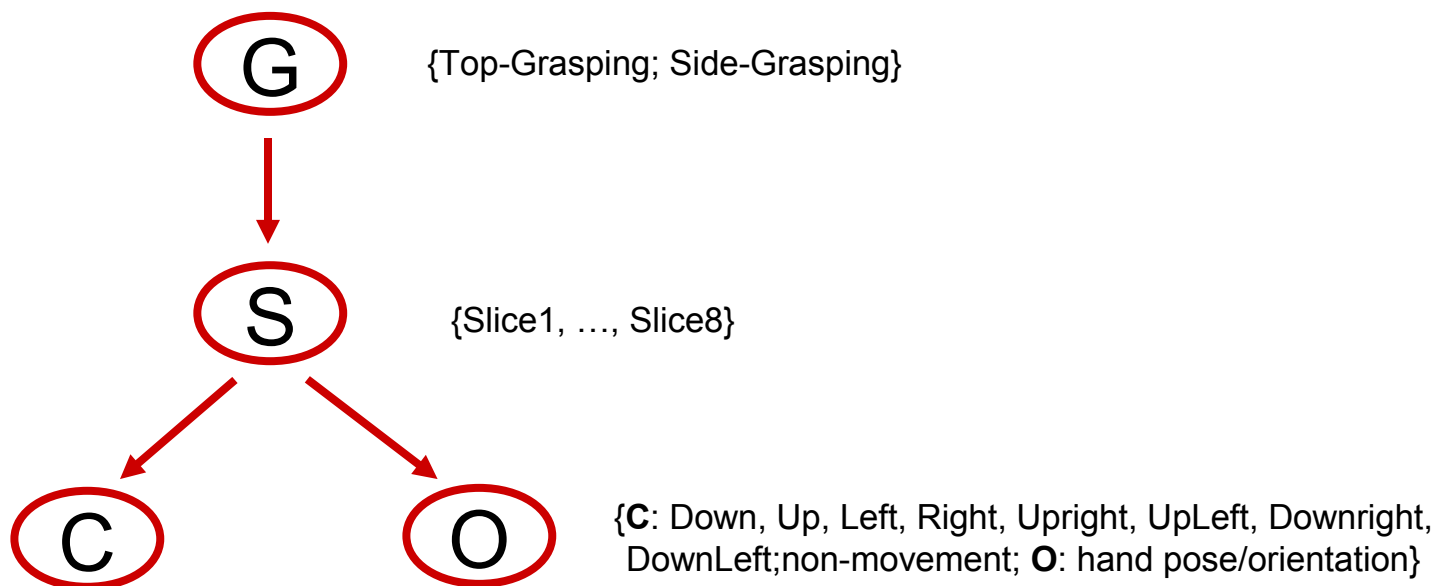 G
{Top-Grasping; Side-Grasping}
S
{Slice1, …, Slice8}
C
O
{C: Down, Up, Left, Right, Upright, UpLeft, Downright,
DownLeft;non-movement; O: hand pose/orientation}